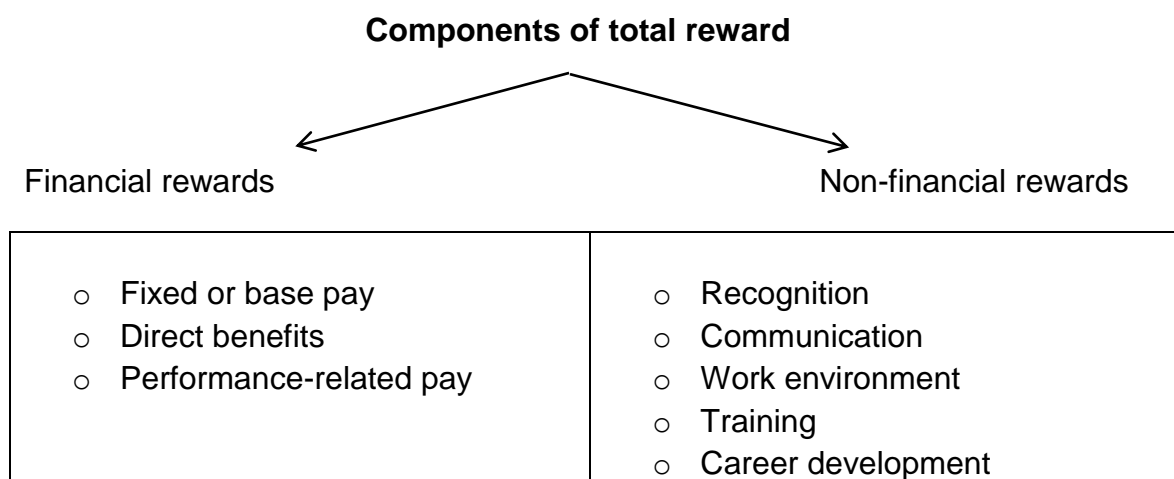 Components of total reward
Financial rewards
Non-financial rewards
o Fixed or base pay
o Direct benefits
o Performance-related pay
o Recognition
o Communication
o Work environment
o Training
o Career development